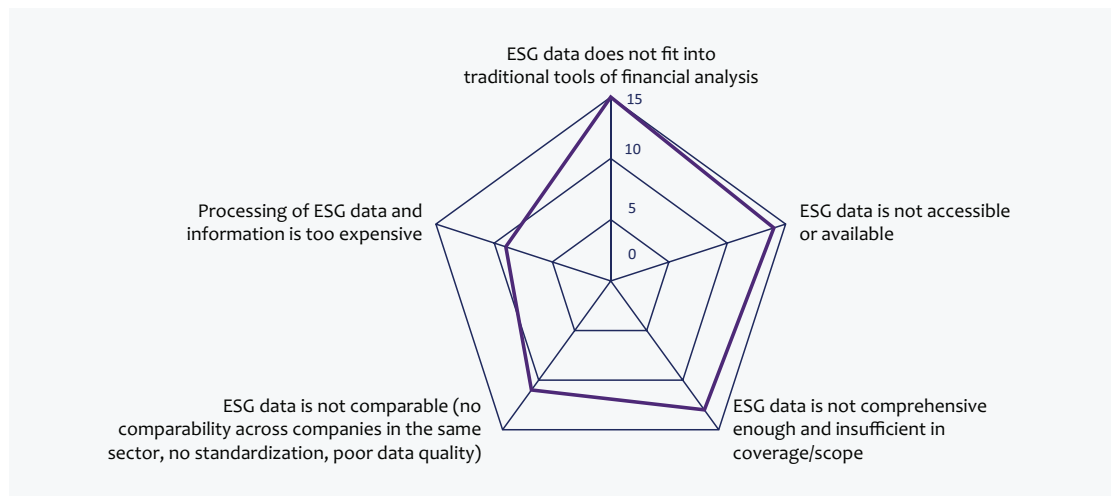 ESG data does not fit into
traditional tools of financial analysis
15
10
5
0
ESG data is not accessible
or available
Processing of ESG data and
information is too expensive
ESG data is not comparable (no
comparability across companies in the same
sector, no standardization, poor data quality)
ESG data is not comprehensive
enough and insufficient in
coverage/scope